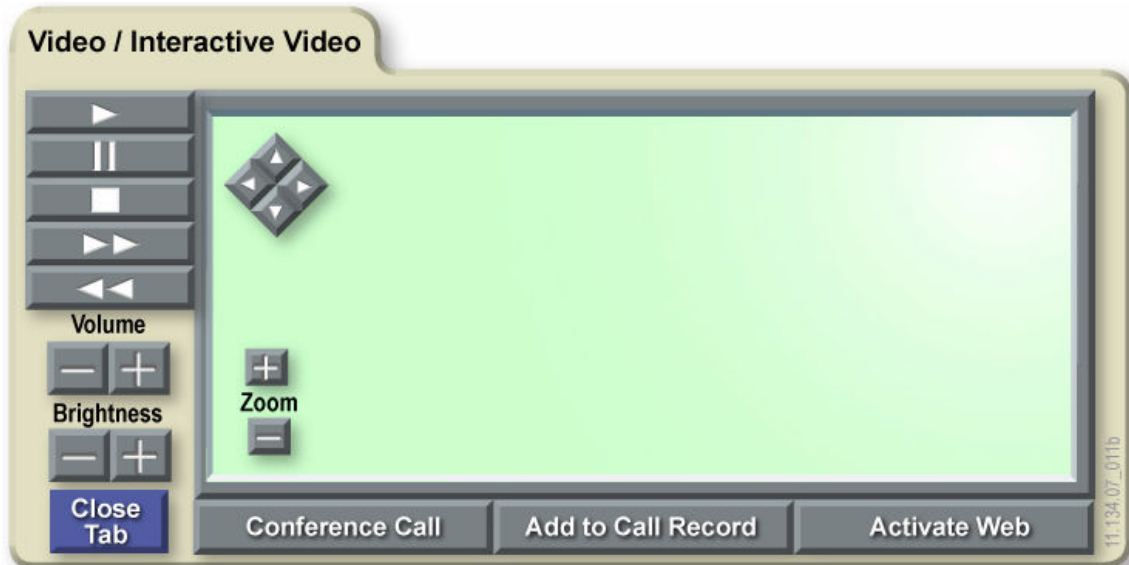 Video / Interactive Video
Volume
Brightness
Zoom
Close
Tab
Conference Call
Add to Call Record
Activate Web
11.134.07_011b